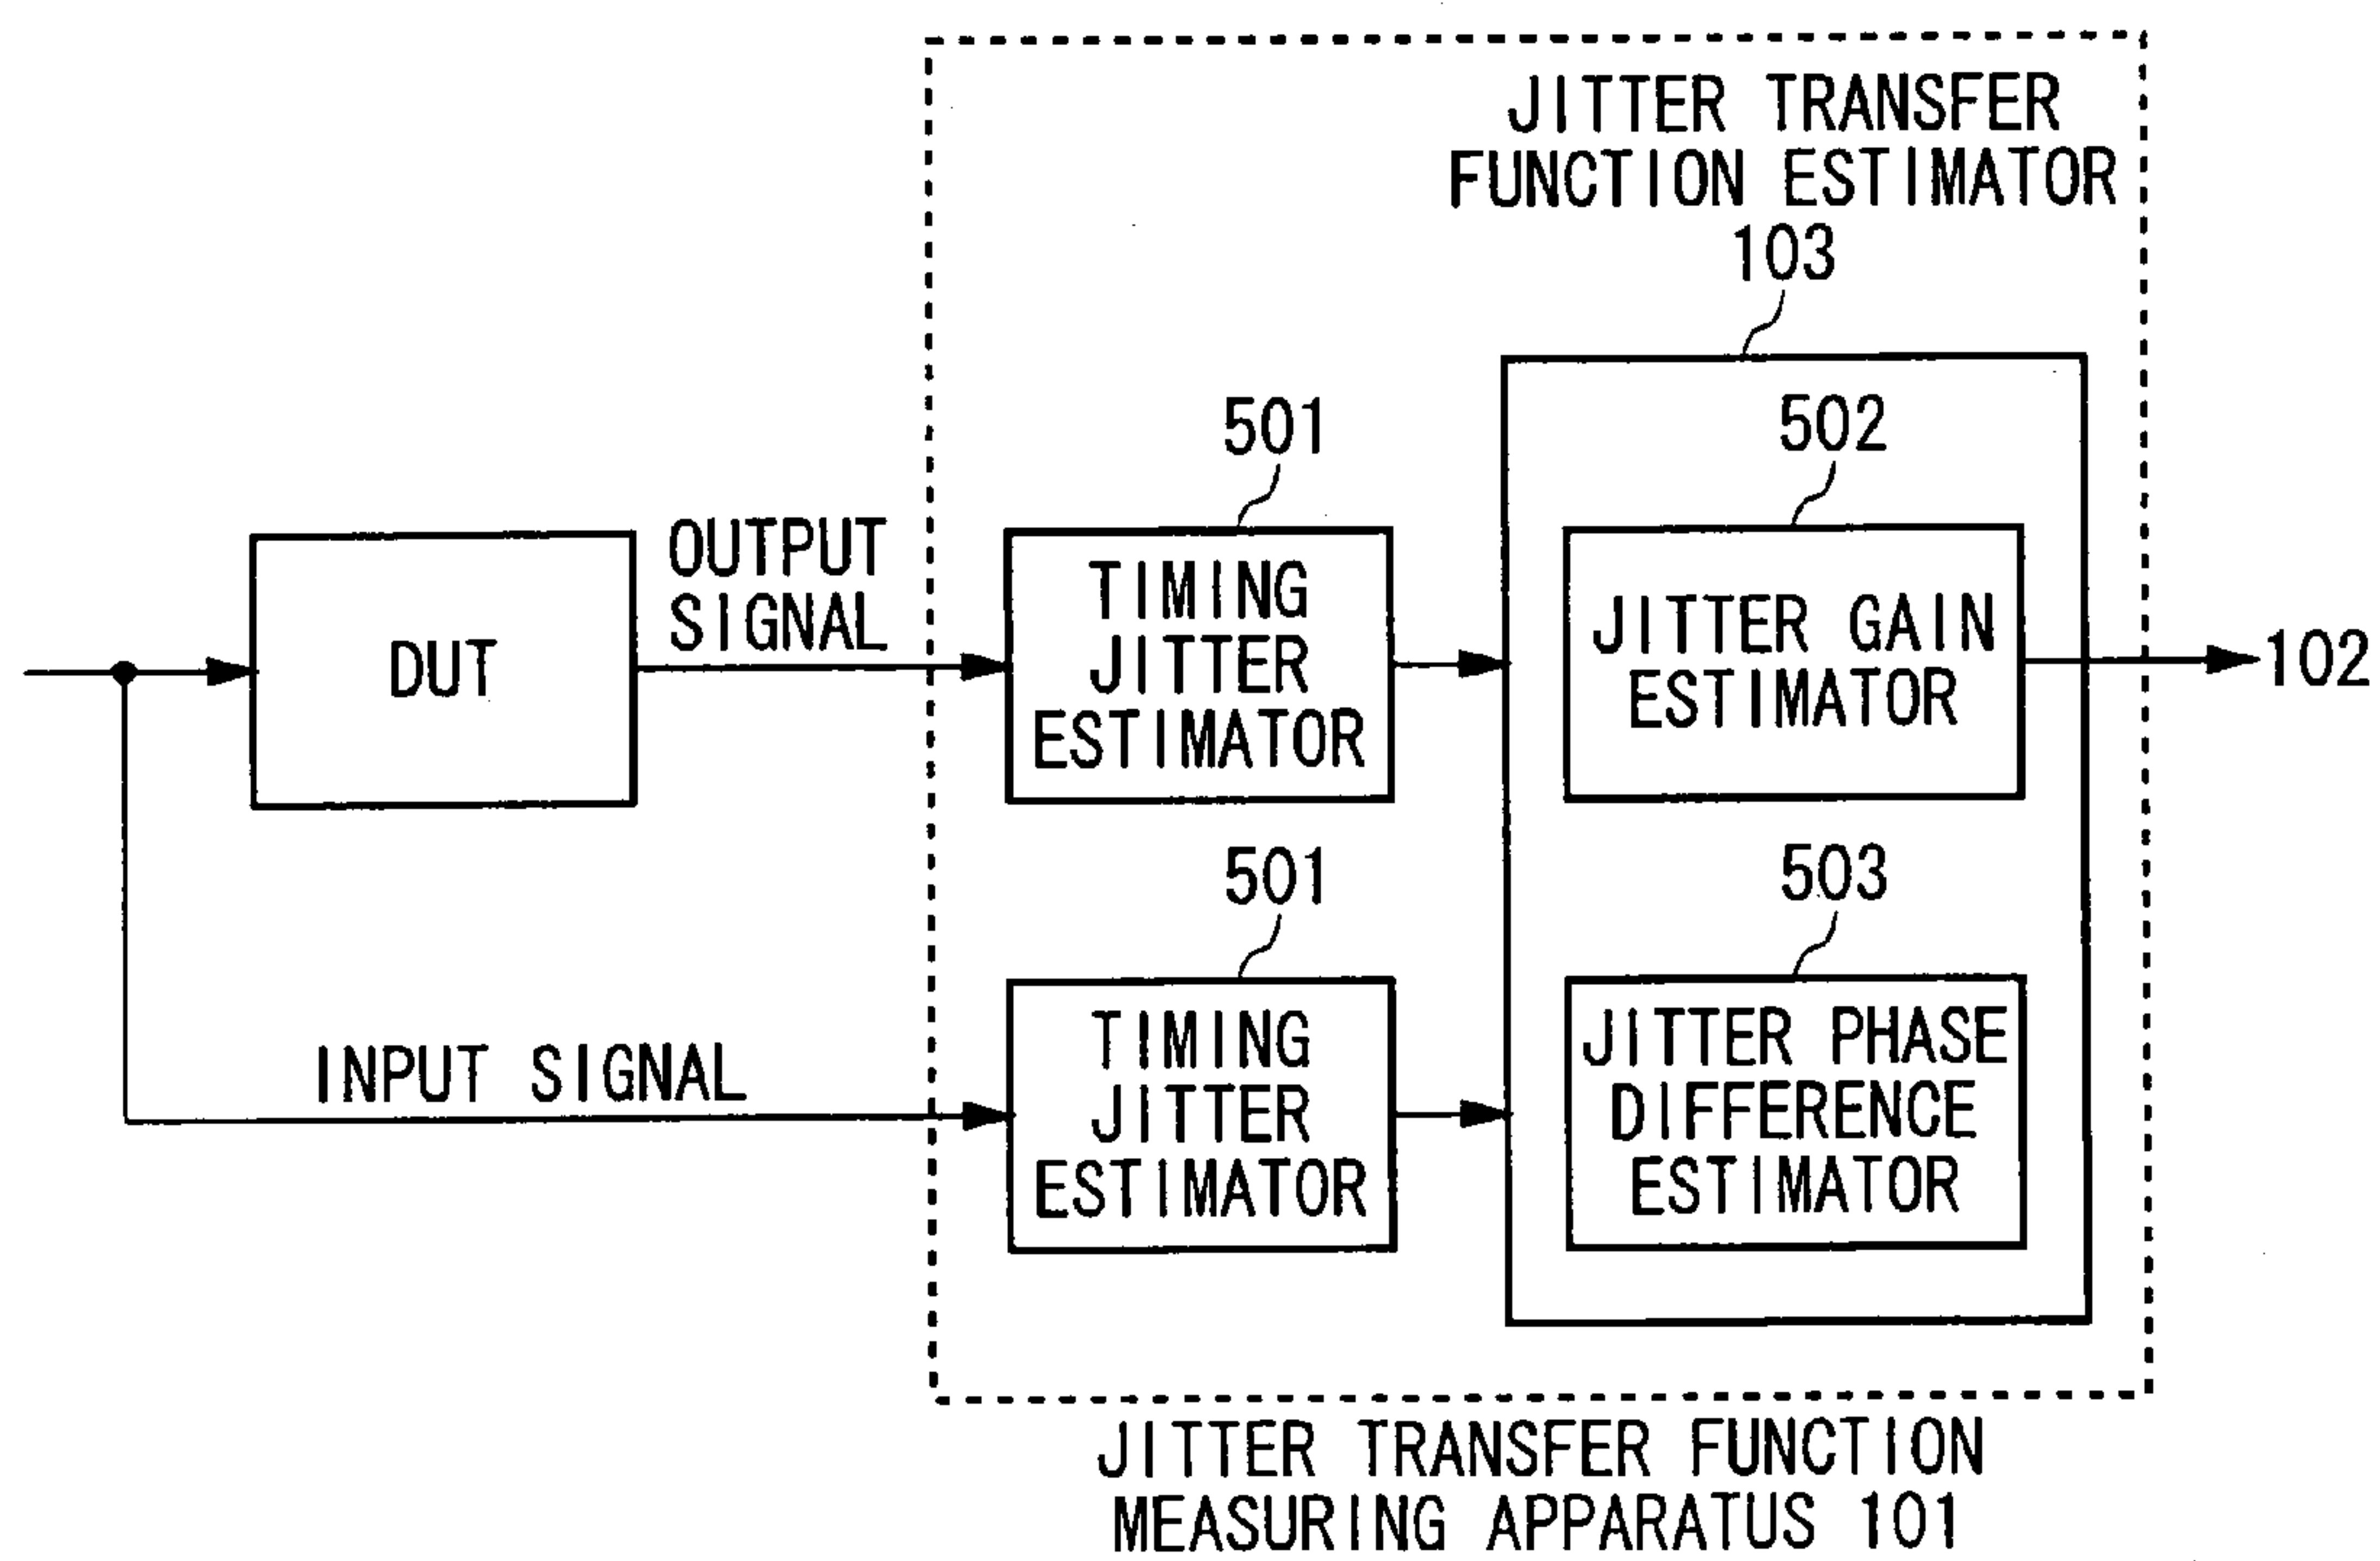 JITTER TRANSFER
FUNCTION ESTIMATOR
103
501
502
OUTPUT
SIGNAL
DUT
TIMING
JITTER
ESTIMATOR
JITTER GAIN
ESTIMATOR
102
501
503
INPUT SIGNAL
TIMING
JITTER
ESTIMATOR
JITTER PHASE
DIFFERENCE
ESTIMATOR
JITTER TRANSFER FUNCTION
MEASURING APPARATUS 101